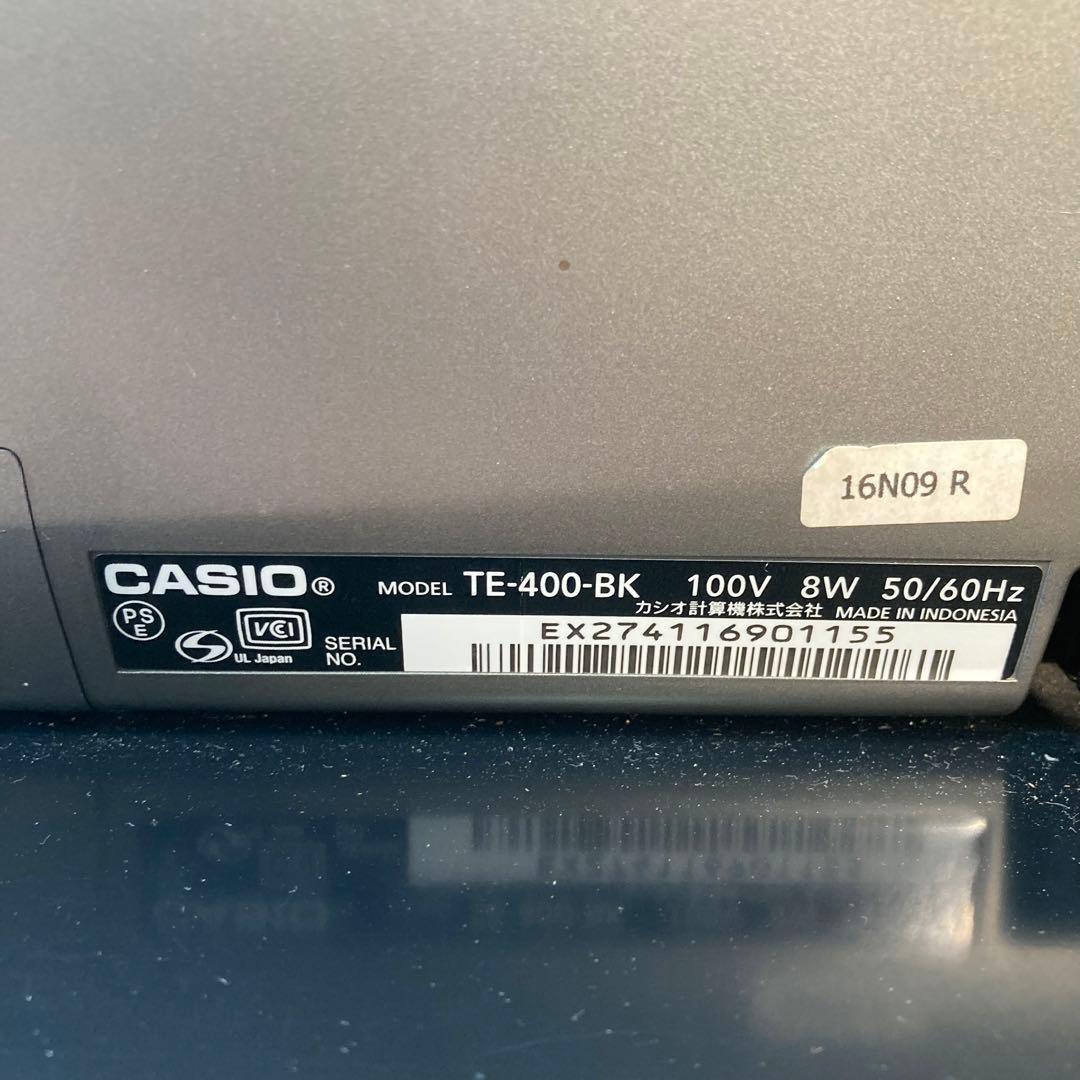 16N09 R
CASIO® MODEL TE-400-BK 100V 8W 50/60Hz
カシオ計算機株式会社 MADE IN INDONESIA
PS
E
VCI
UL Japan
SERIAL
NO.
EX274116901155